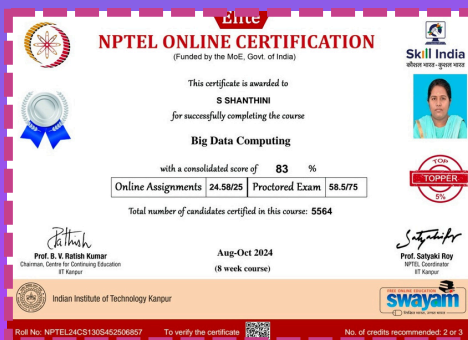 Elite
NPTEL ONLINE CERTIFICATION
(Funded by the MoE, Govt. of India)
Skill India
कौशल भारत - कुशल भारत
This certificate is awarded to
S SHANTHINI
for successfully completing the course
Big Data Computing
with a consolidated score of 83 %
Online Assignments 24.58/25 Proctored Exam 58.5/75
TOP
TOPPER
5%
Total number of candidates certified in this course: 5564
Prof. B. V. Ratish Kumar
Chairman, Centre for Continuing Education
IIT Kanpur
Aug-Oct 2024
(8 week course)
Prof. Satyaki Roy
NPTEL Coordinator
IIT Kanpur
Indian Institute of Technology Kanpur
FREE ONLINE EDUCATION
swayam
Roll No: NPTEL24CS130S452506857
To verify the certificate
No. of credits recommended: 2 or 3